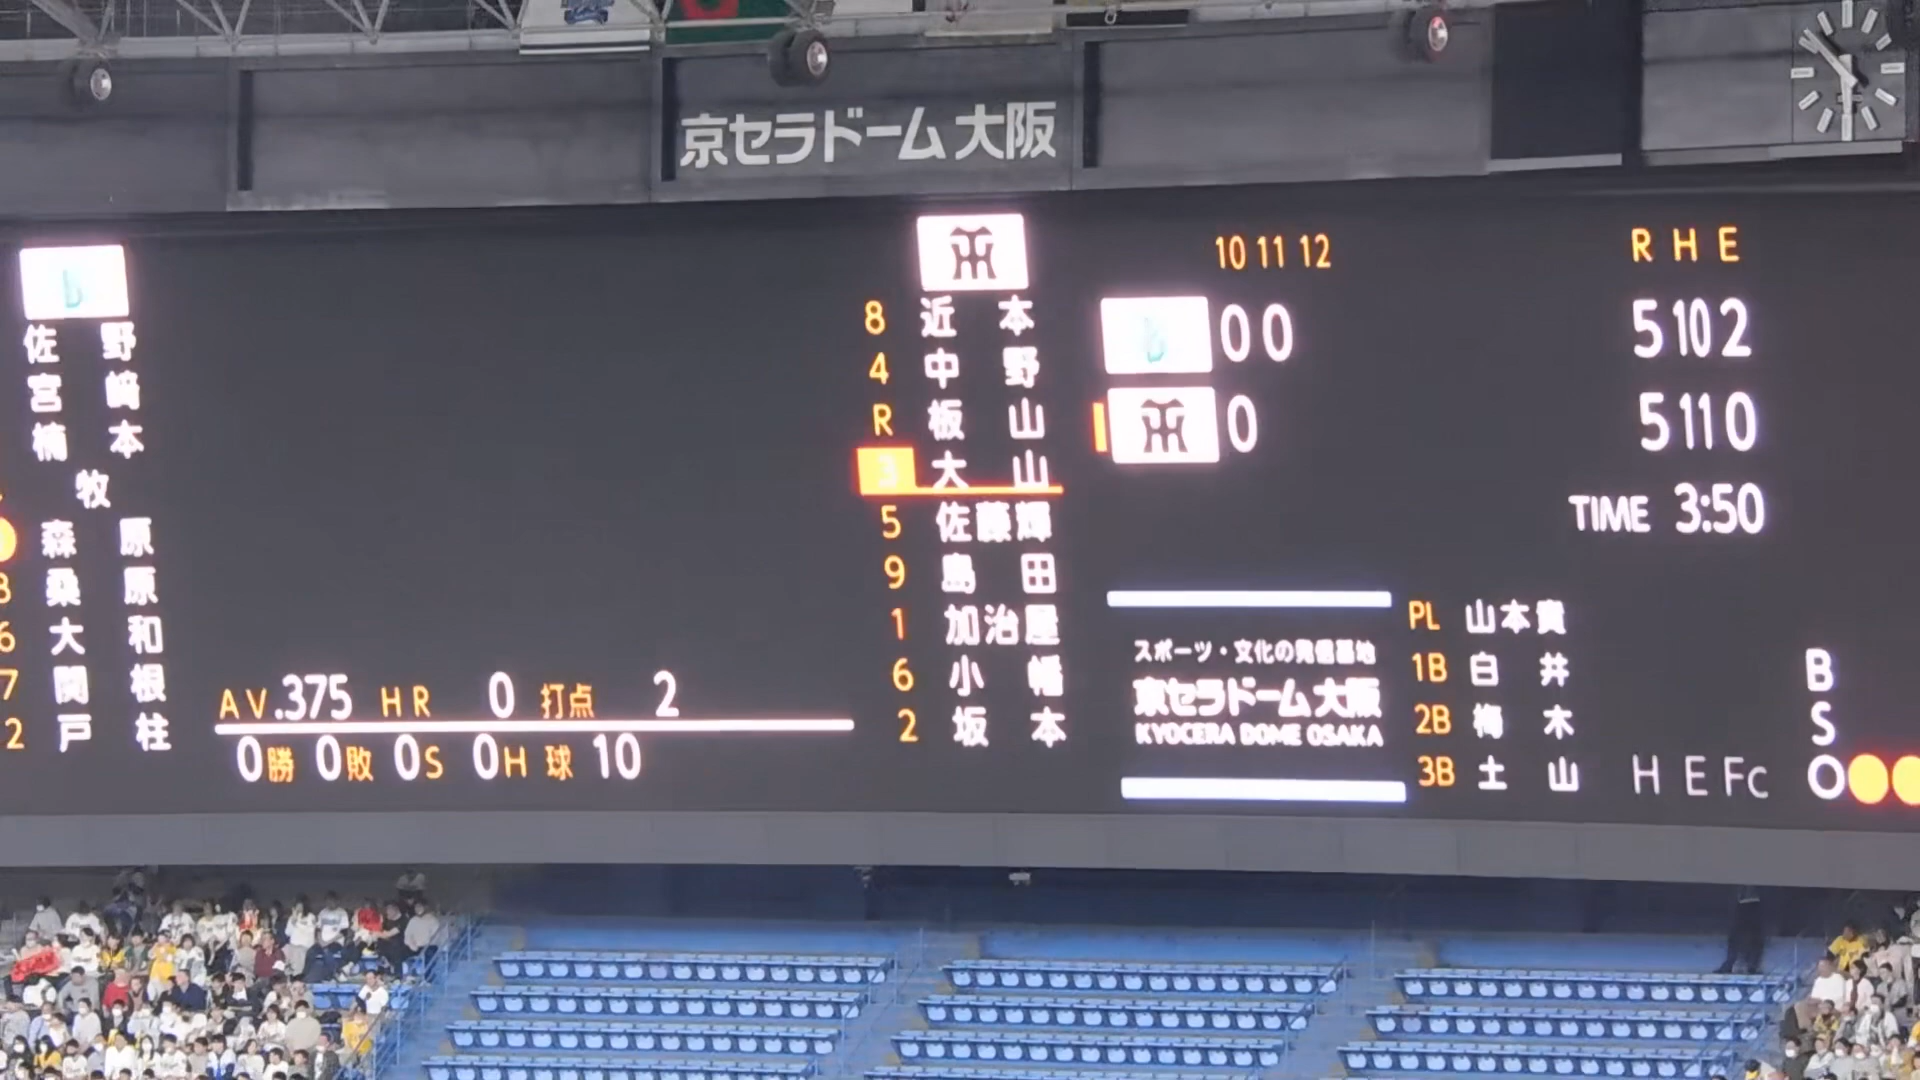 京セラドーム大阪
佐野
宮﨑
楠本
牧
森原
桑原
6 大和
7 関根
2 戸柱
AV.375 HR 0 打点 2
0勝 0敗 0S 0H 球 10
8 近本
4 中野
R 板山
3 大山
5 佐藤輝
9 島田
1 加治屋
6 小幡
2 坂本
10 11 12 R H E
0 0 5 10 2
0 5 11 0
TIME 3:50
スポーツ・文化の発信基地
京セラドーム大阪
KYOCERA DOME OSAKA
PL 山本貴
1B 白井
2B 梅木
3B 土山
H E Fc
B
S
O